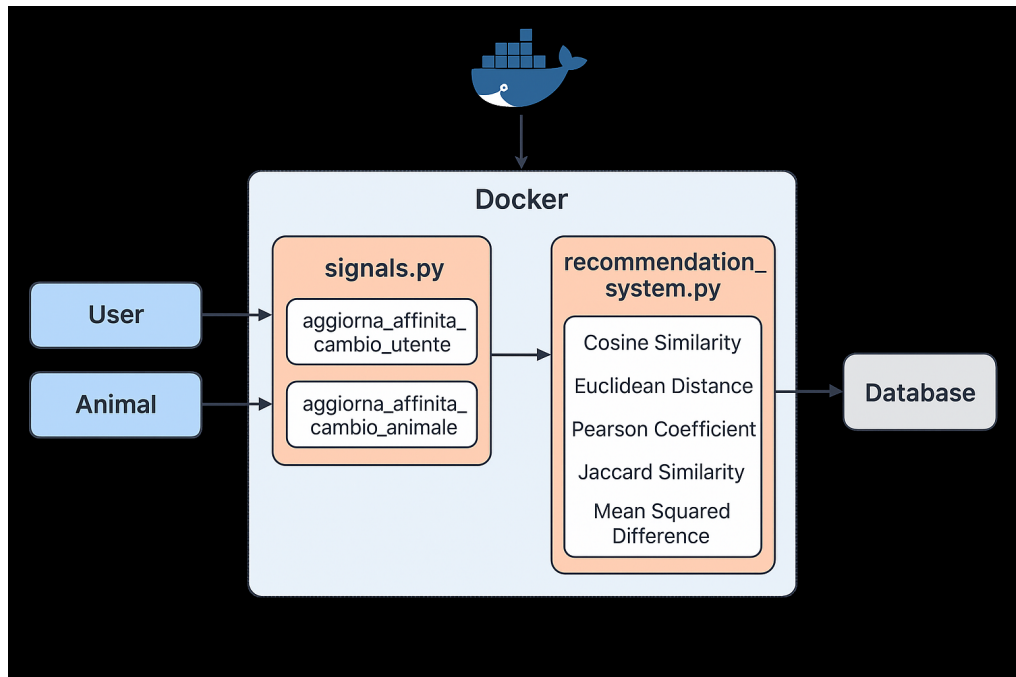 Docker
signals.py
aggiorna_affinita_
cambio_utente
aggiorna_affinita_
cambio_animale
recommendation_
system.py
Cosine Similarity
Euclidean Distance
Pearson Coefficient
Jaccard Similarity
Mean Squared
Difference
User
Animal
Database